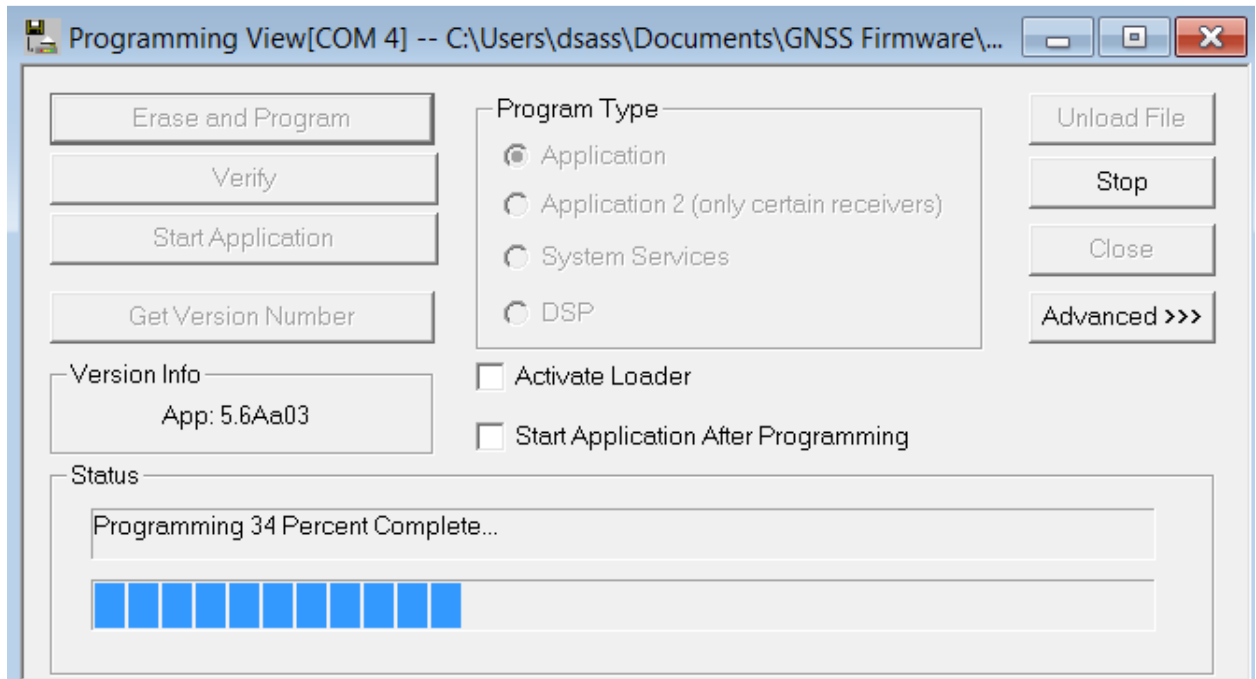 Programming View[COM 4] -- C:\Users\dsass\Documents\GNSS Firmware\...
Erase and Program
Verify
Start Application
Get Version Number
Program Type
Application
Application 2 (only certain receivers)
System Services
DSP
Unload File
Stop
Close
Advanced >>>
Version Info
App: 5.6Aa03
Activate Loader
Start Application After Programming
Status
Programming 34 Percent Complete...